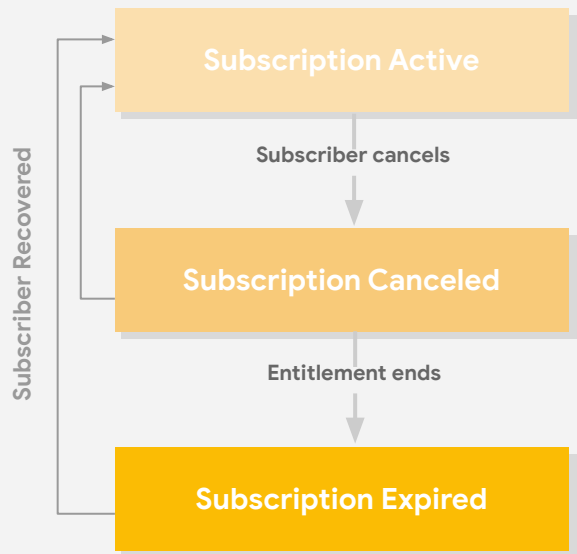 Subscription Active
Subscriber cancels
Subscriber Recovered
Subscription Canceled
Entitlement ends
Subscription Expired